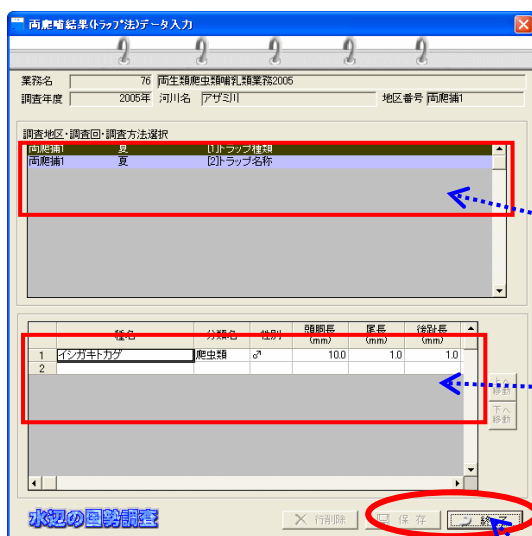 両爬哺結果(トラップ法)データ入力
業務名 76 両生類爬虫類哺乳類業務2005
調査年度 2005年 河川名 アザミ川 地区番号 両爬猫1
調査地区・調査回・調査方法選択
両爬猫1 夏 [1]トラップ種類
両爬猫1 夏 [2]トラップ名称
種名 分類名 性別 頭胴長(mm) 尾長(mm) 後趾長(mm)
1 イシガキトカゲ 爬虫類 ♂ 10.0 1.0 1.0
2
上へ移動
下へ移動
水辺の国勢調査 行削除 保存 終了